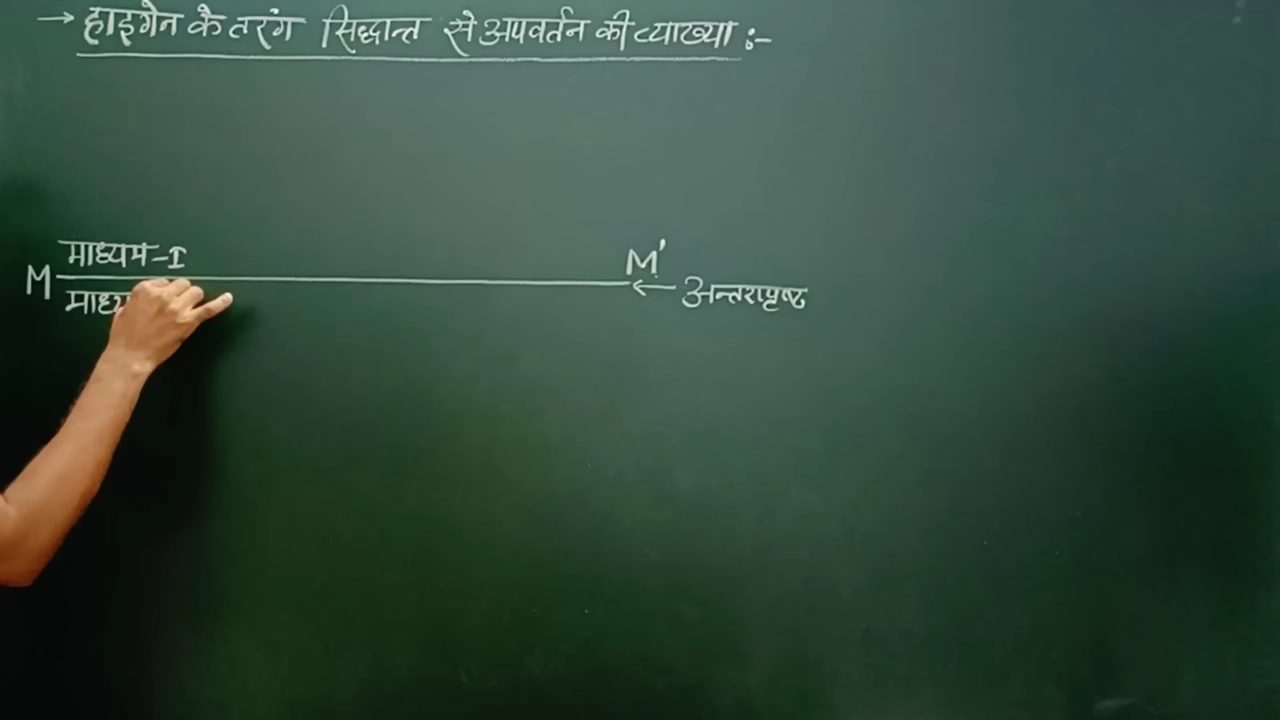 → हाइगेन के तरंग सिद्धान्त से अपवर्तन की व्याख्या :-
माध्यम-I
M M'
← अन्तरापृष्ठ